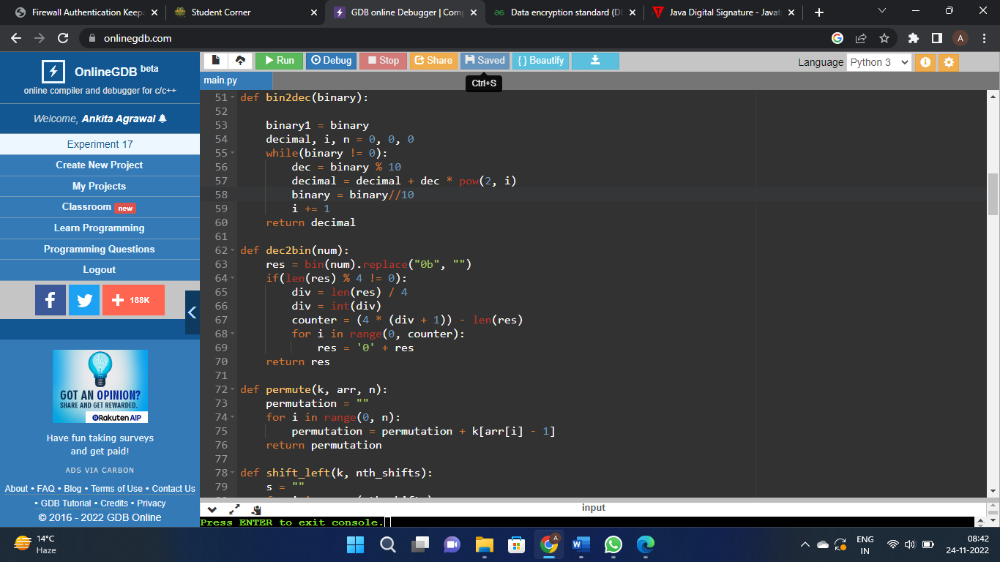 Firewall Authentication Keep
Student Corner
GDB online Debugger | Com
Data encryption standard (D
Java Digital Signature - Javat
onlinegdb.com
A
OnlineGDB beta
online compiler and debugger for c/c++
Welcome, Ankita Agrawal
Experiment 17
Create New Project
My Projects
Classroom new
Learn Programming
Programming Questions
Logout
188K
GOT AN OPINION?
SHARE AND GET REWARDED.
Rakuten AIP
Have fun taking surveys
and get paid!
ADS VIA CARBON
About • FAQ • Blog • Terms of Use • Contact Us
• GDB Tutorial • Credits • Privacy
© 2016 - 2022 GDB Online
Run Debug Stop Share Saved { } Beautify
Language Python 3
main.py
Ctrl+S
51 def bin2dec(binary):
52
53 binary1 = binary
54 decimal, i, n = 0, 0, 0
55 while(binary != 0):
56 dec = binary % 10
57 decimal = decimal + dec * pow(2, i)
58 binary = binary//10
59 i += 1
60 return decimal
61
62 def dec2bin(num):
63 res = bin(num).replace("0b", "")
64 if(len(res) % 4 != 0):
65 div = len(res) / 4
66 div = int(div)
67 counter = (4 * (div + 1)) - len(res)
68 for i in range(0, counter):
69 res = '0' + res
70 return res
71
72 def permute(k, arr, n):
73 permutation = ""
74 for i in range(0, n):
75 permutation = permutation + k[arr[i] - 1]
76 return permutation
77
78 def shift_left(k, nth_shifts):
79 s = ""
input
Press ENTER to exit console.
14°C
Haze
ENG
IN
08:42
24-11-2022